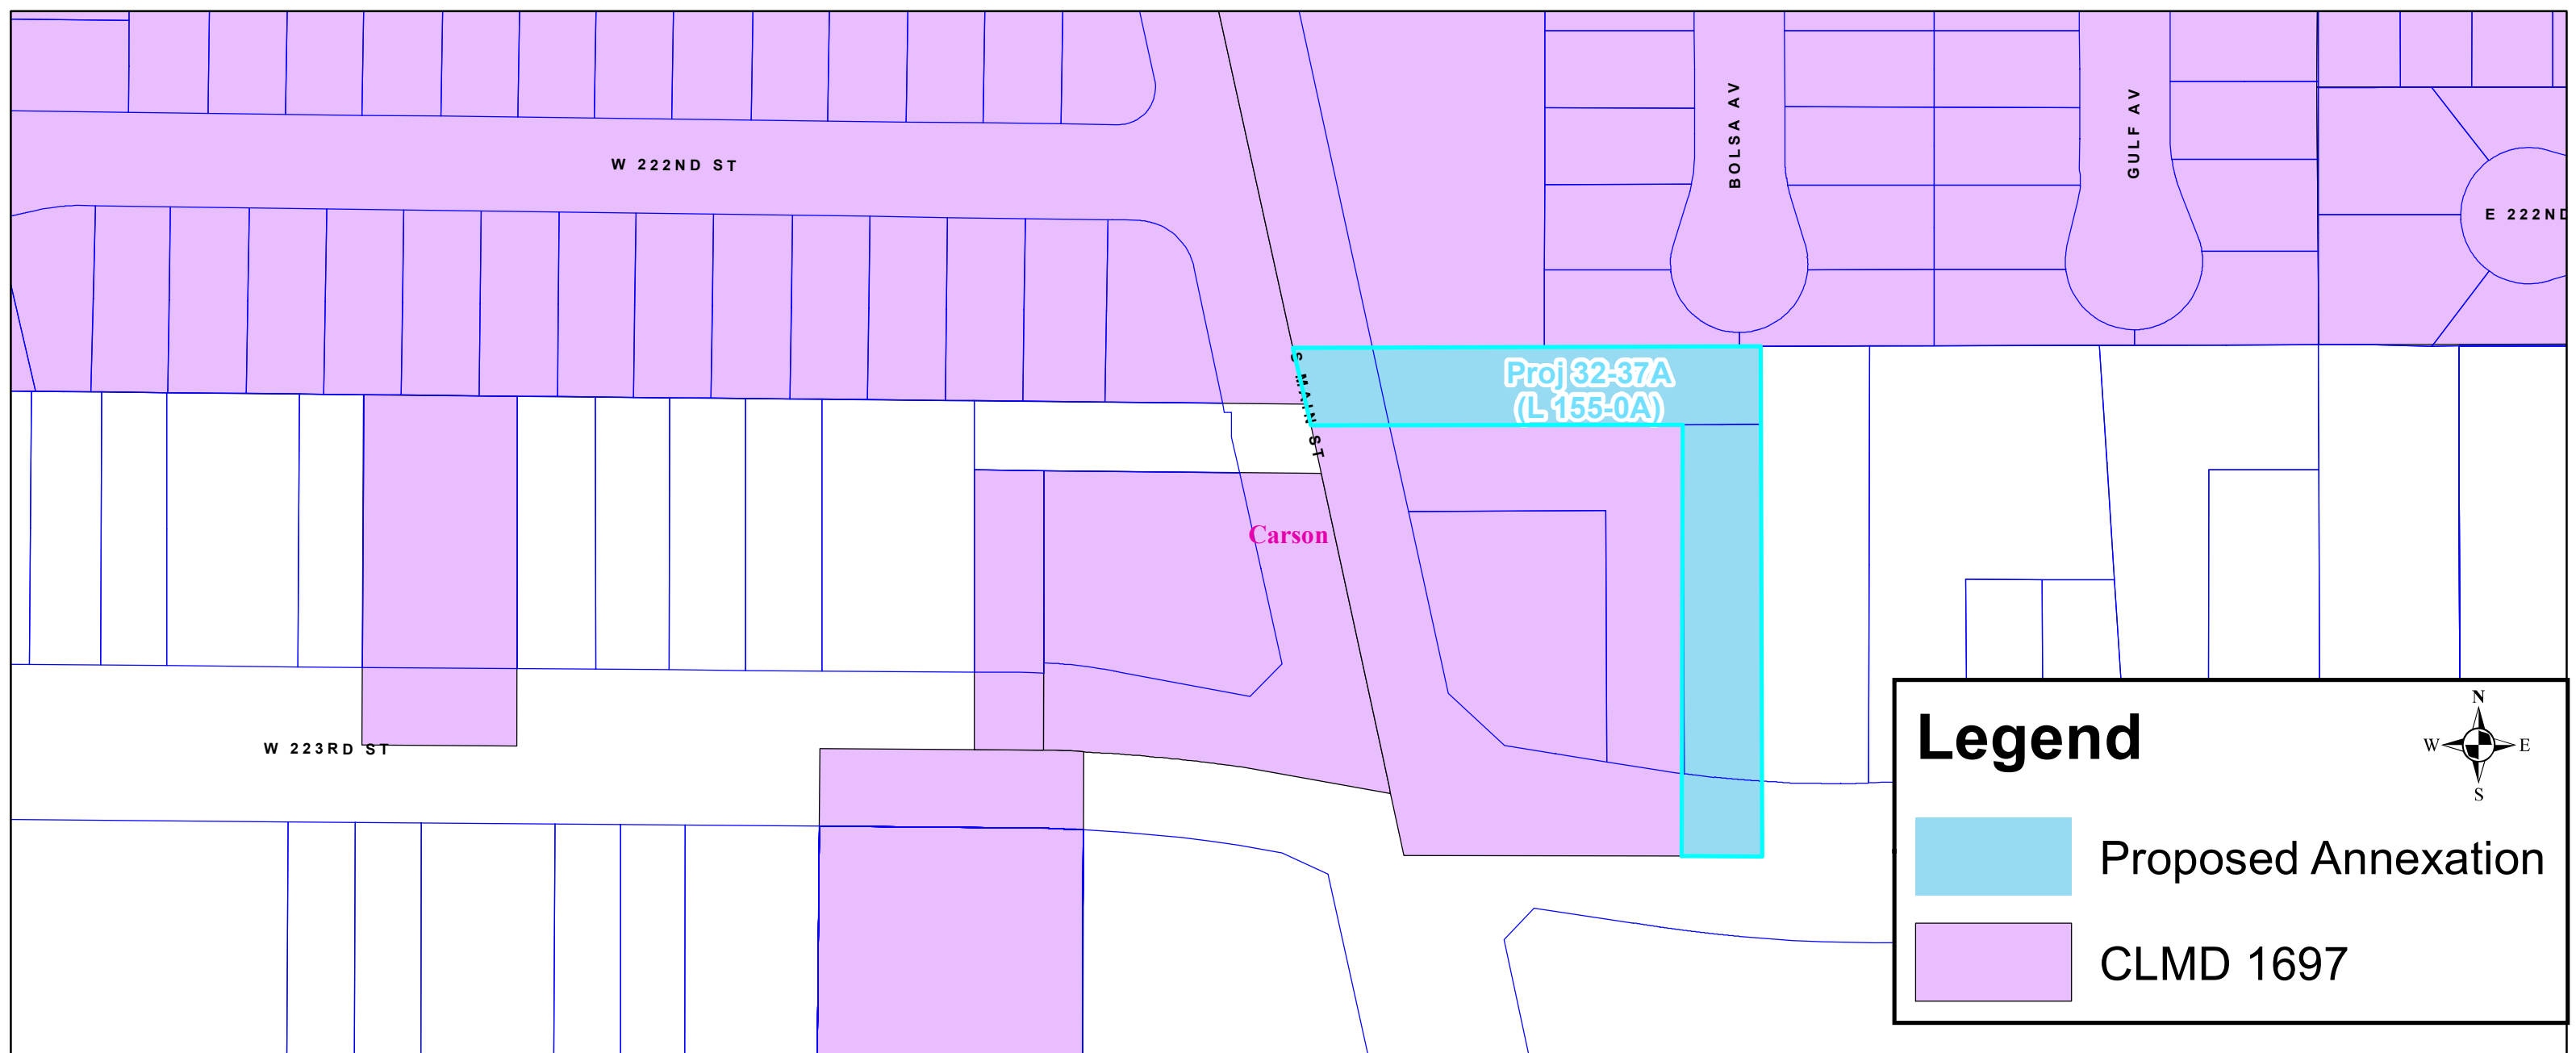 W 222ND ST
BOLSA AV
GULF AV
E 222ND
S MAIN ST
Proj 32-37A
(L 155-0A)
Carson
W 223RD ST
Legend
N
W E
S
Proposed Annexation
CLMD 1697